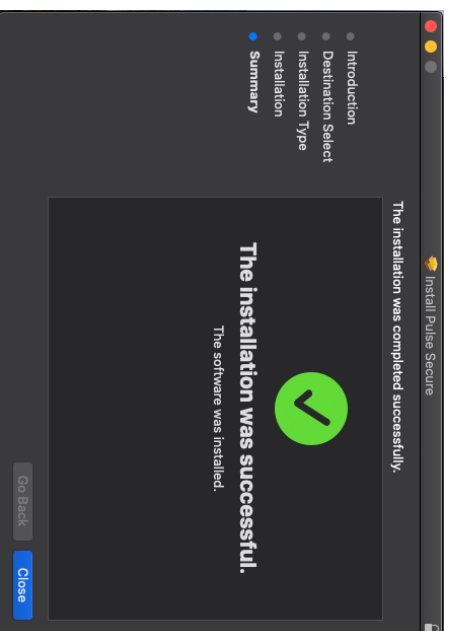 Install Pulse Secure
The installation was completed successfully.
Introduction
Destination Select
Installation Type
Installation
Summary
The installation was successful.
The software was installed.
Go Back
Close